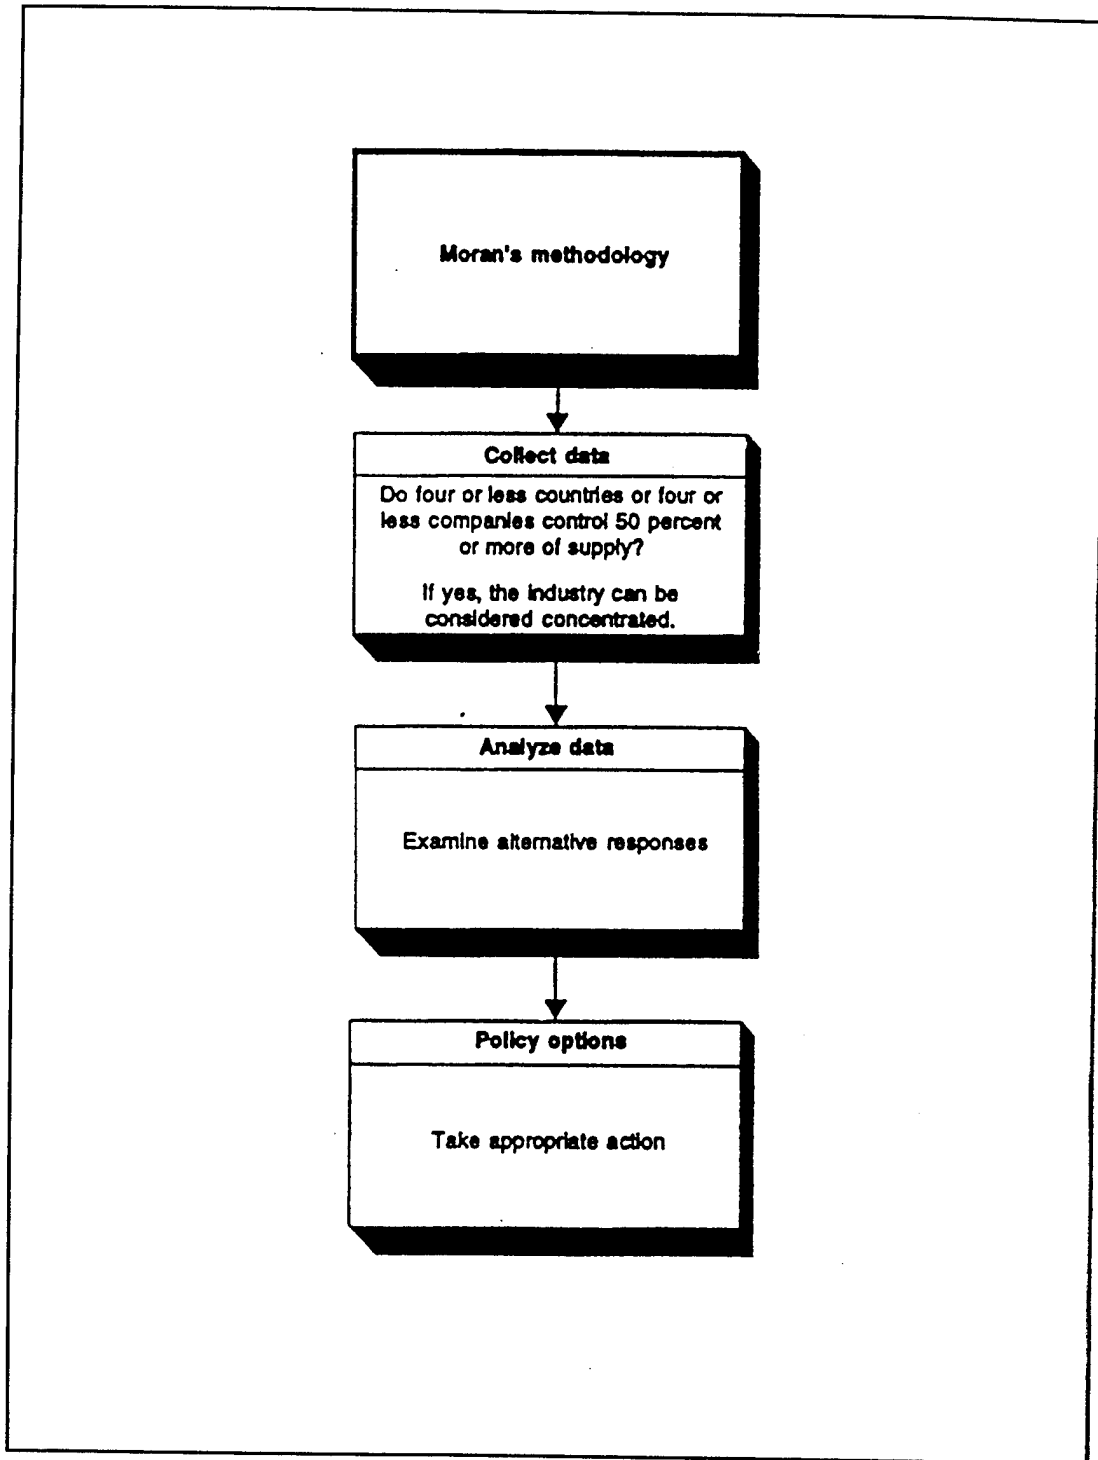 Moran's methodology
Collect data
Do four or less countries or four or
less companies control 50 percent
or more of supply?
If yes, the industry can be
considered concentrated.
Analyze data
Examine alternative responses
Policy options
Take appropriate action